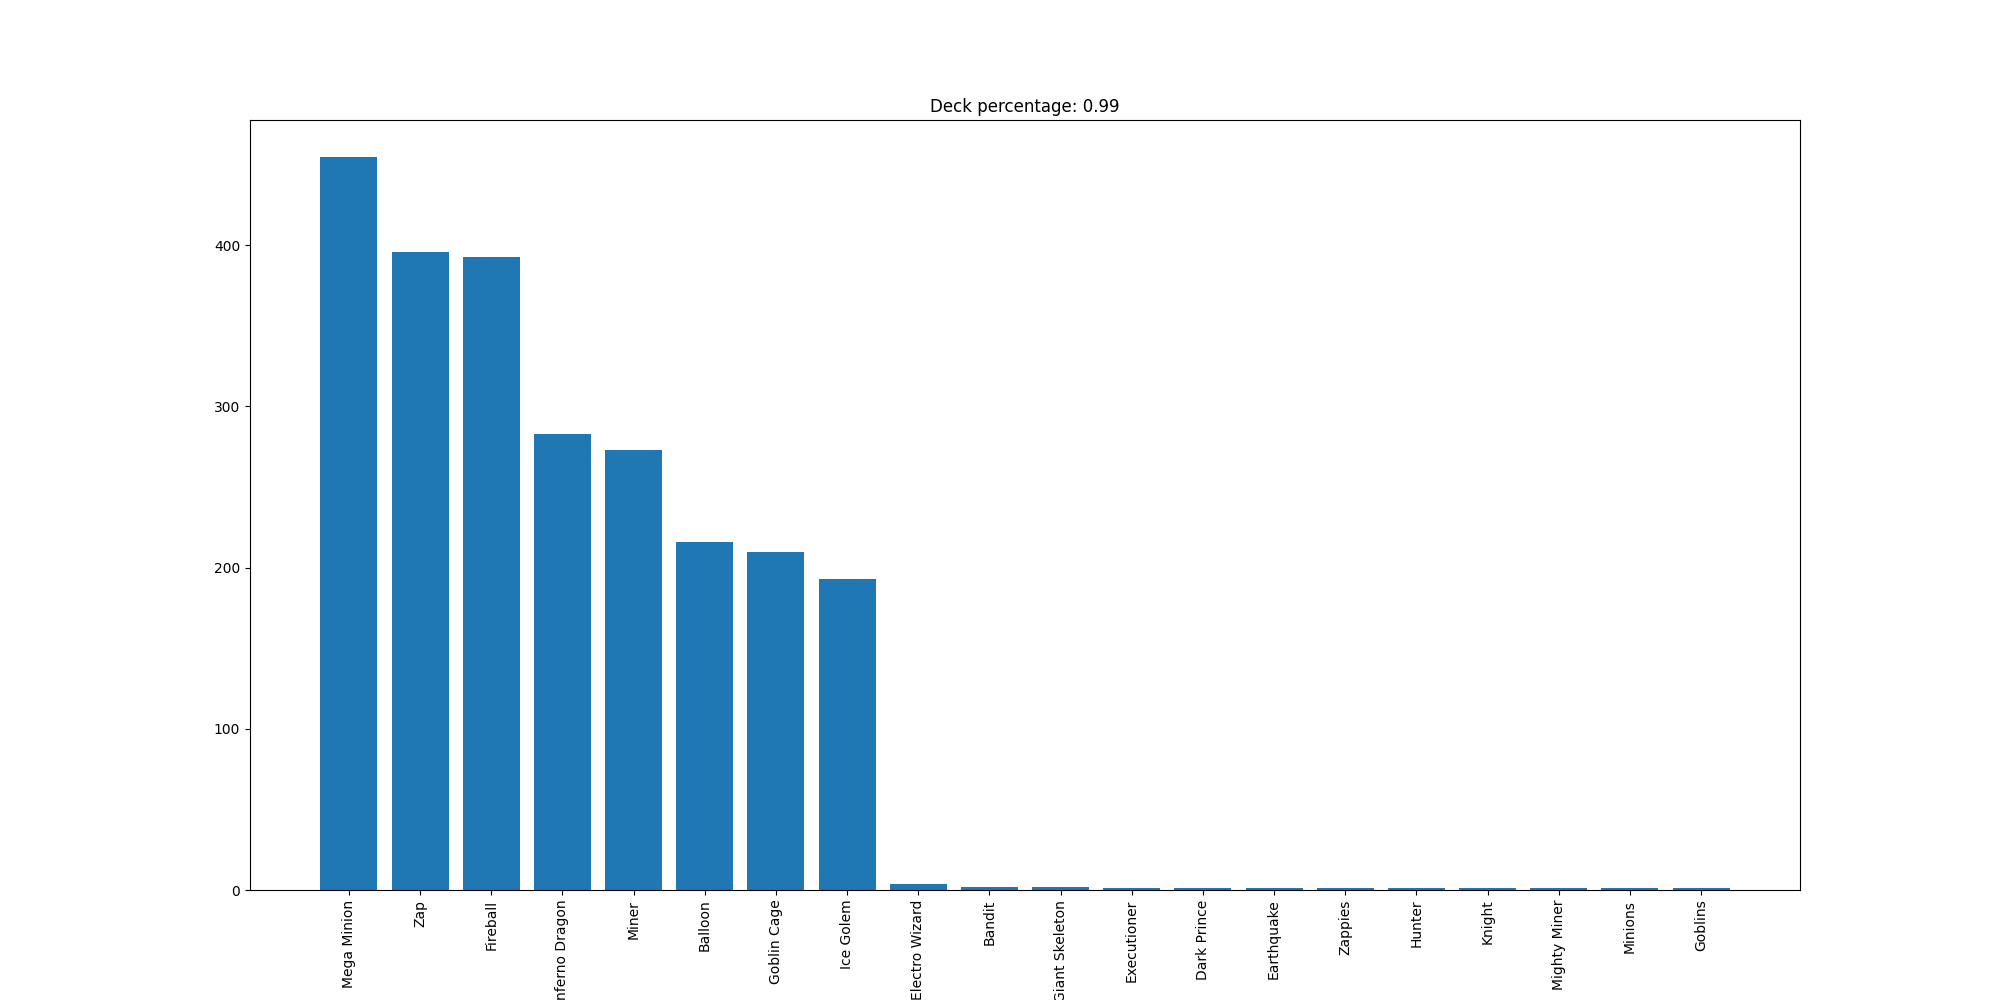 Deck percentage: 0.99
400
300
200
100
0
Mega Minion
Zap
Fireball
nferno Dragon
Miner
Balloon
Goblin Cage
Ice Golem
Electro Wizard
Bandit
Giant Skeleton
Executioner
Dark Prince
Earthquake
Zappies
Hunter
Knight
Mighty Miner
Minions
Goblins